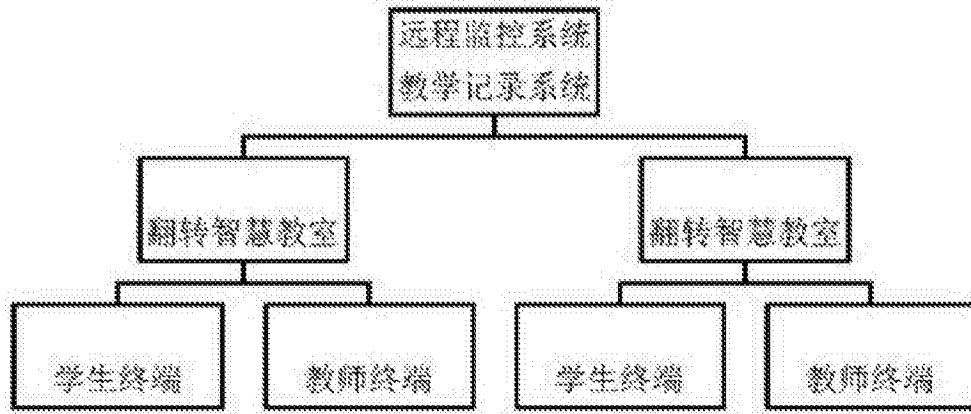 远程监控系统
教学记录系统
翻转智慧教室
翻转智慧教室
学生终端
教师终端
学生终端
教师终端